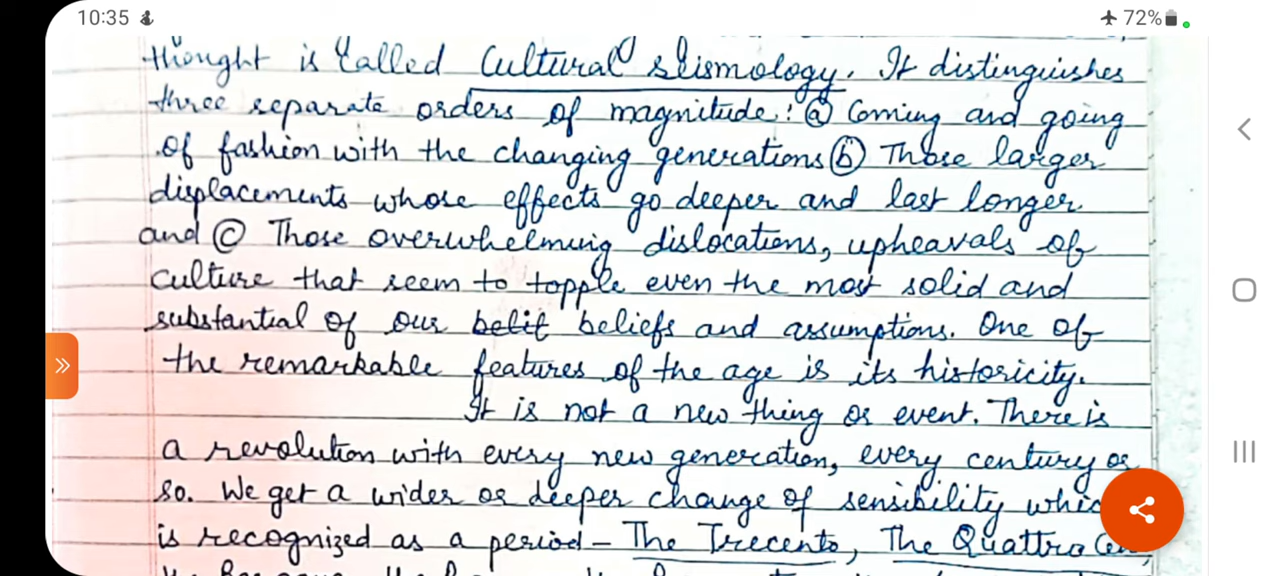 10:35
72%
thought is called Cultural seismology. It distinguishes
three separate orders of magnitude: (a) Coming and going
of fashion with the changing generations (b) Those larger
displacements whose effects go deeper and last longer
and (c) Those overwhelming dislocations, upheavals of
culture that seem to topple even the most solid and
substantial of our belit beliefs and assumptions. One of
the remarkable features of the age is its historicity.
It is not a new thing or event. There is
a revolution with every new generation, every century or
so. We get a wider or deeper change of sensibility
is recognized as a period - The Trecento, The Quattro